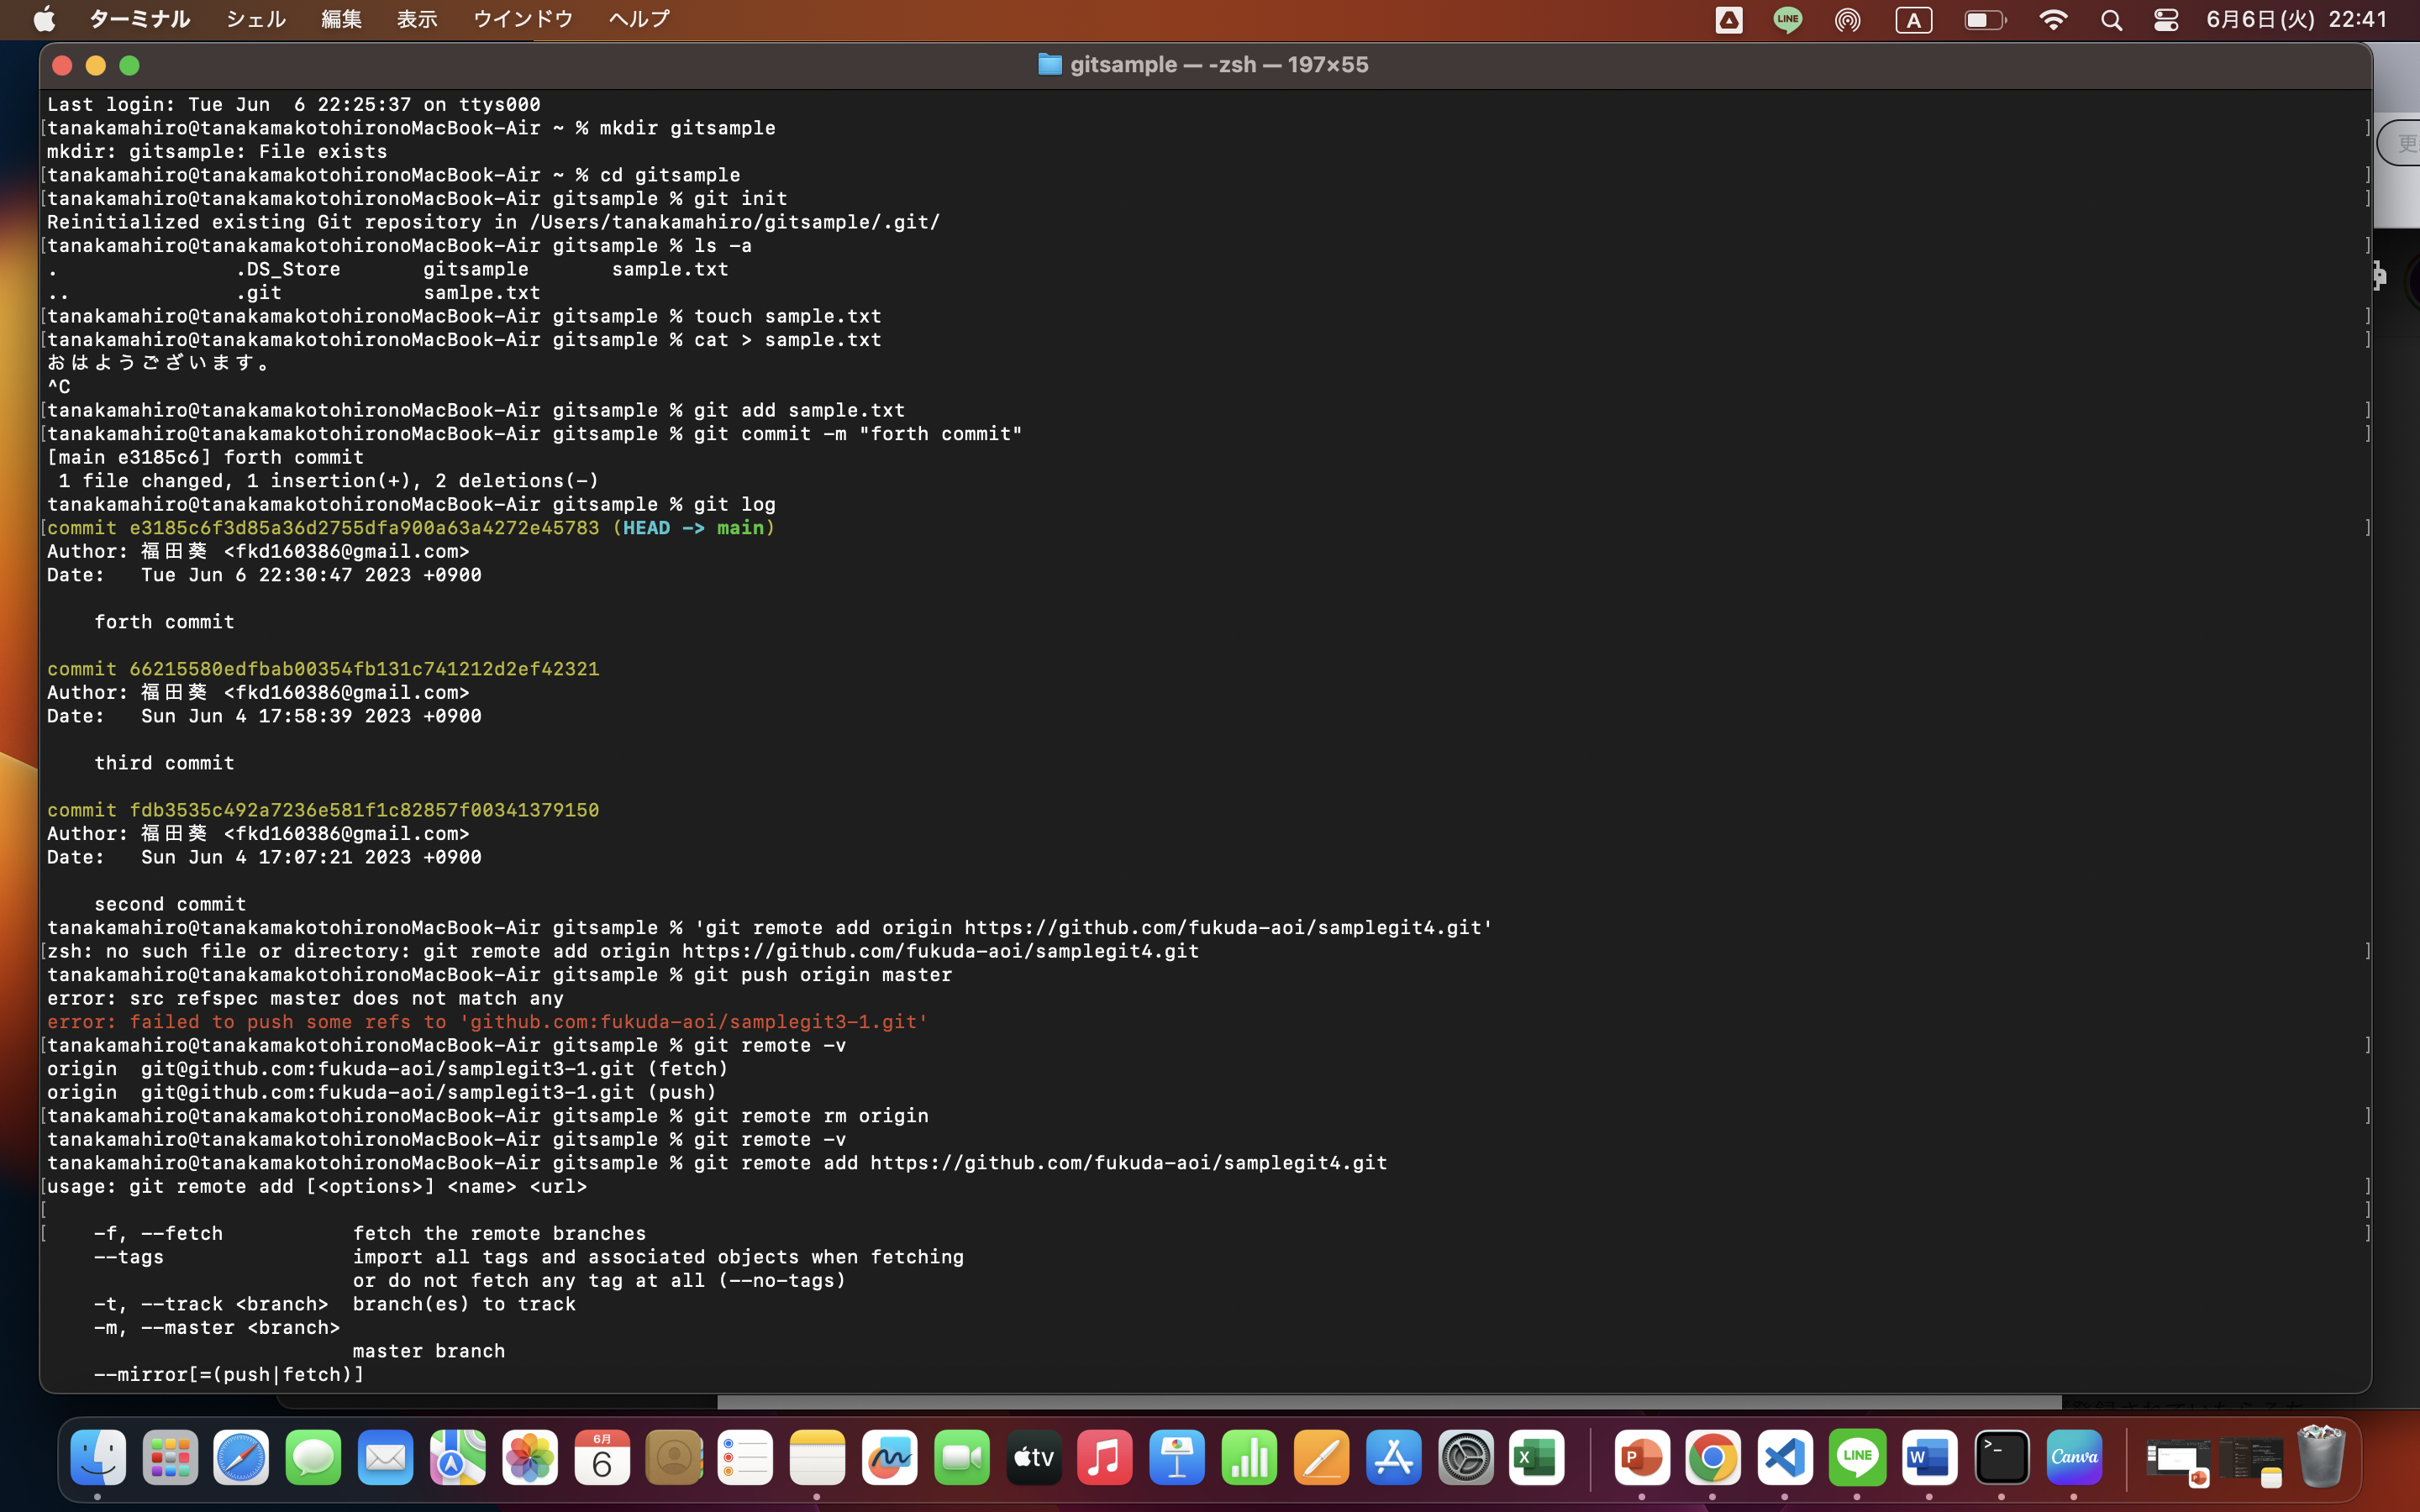 ターミナル シェル 編集 表示 ウインドウ ヘルプ LINE A 6月6日(火) 22:41
gitsample — -zsh — 197×55
Last login: Tue Jun  6 22:25:37 on ttys000
[tanakamahiro@tanakamakotohironoMacBook-Air ~ % mkdir gitsample ]
mkdir: gitsample: File exists
[tanakamahiro@tanakamakotohironoMacBook-Air ~ % cd gitsample ]
[tanakamahiro@tanakamakotohironoMacBook-Air gitsample % git init ]
Reinitialized existing Git repository in /Users/tanakamahiro/gitsample/.git/
[tanakamahiro@tanakamakotohironoMacBook-Air gitsample % ls -a ]
. .DS_Store gitsample sample.txt
.. .git samlpe.txt
[tanakamahiro@tanakamakotohironoMacBook-Air gitsample % touch sample.txt ]
[tanakamahiro@tanakamakotohironoMacBook-Air gitsample % cat > sample.txt ]
おはようございます。
^C
[tanakamahiro@tanakamakotohironoMacBook-Air gitsample % git add sample.txt ]
[tanakamahiro@tanakamakotohironoMacBook-Air gitsample % git commit -m "forth commit" ]
[main e3185c6] forth commit
 1 file changed, 1 insertion(+), 2 deletions(-)
tanakamahiro@tanakamakotohironoMacBook-Air gitsample % git log
[commit e3185c6f3d85a36d2755dfa900a63a4272e45783 (HEAD -> main) ]
Author: 福田葵 <fkd160386@gmail.com>
Date:   Tue Jun 6 22:30:47 2023 +0900
forth commit
commit 66215580edfbab00354fb131c741212d2ef42321
Author: 福田葵 <fkd160386@gmail.com>
Date:   Sun Jun 4 17:58:39 2023 +0900
third commit
commit fdb3535c492a7236e581f1c82857f00341379150
Author: 福田葵 <fkd160386@gmail.com>
Date:   Sun Jun 4 17:07:21 2023 +0900
second commit
tanakamahiro@tanakamakotohironoMacBook-Air gitsample % 'git remote add origin https://github.com/fukuda-aoi/samplegit4.git'
[zsh: no such file or directory: git remote add origin https://github.com/fukuda-aoi/samplegit4.git ]
tanakamahiro@tanakamakotohironoMacBook-Air gitsample % git push origin master
error: src refspec master does not match any
error: failed to push some refs to 'github.com:fukuda-aoi/samplegit3-1.git'
[tanakamahiro@tanakamakotohironoMacBook-Air gitsample % git remote -v ]
origin  git@github.com:fukuda-aoi/samplegit3-1.git (fetch)
origin  git@github.com:fukuda-aoi/samplegit3-1.git (push)
[tanakamahiro@tanakamakotohironoMacBook-Air gitsample % git remote rm origin ]
tanakamahiro@tanakamakotohironoMacBook-Air gitsample % git remote -v
tanakamahiro@tanakamakotohironoMacBook-Air gitsample % git remote add https://github.com/fukuda-aoi/samplegit4.git
[usage: git remote add [<options>] <name> <url> ]
[ ]
[ -f, --fetch fetch the remote branches ]
--tags import all tags and associated objects when fetching
or do not fetch any tag at all (--no-tags)
-t, --track <branch> branch(es) to track
-m, --master <branch>
master branch
--mirror[=(push|fetch)]
更
6月
6
tv
X
P
LINE
W
>_
Canva